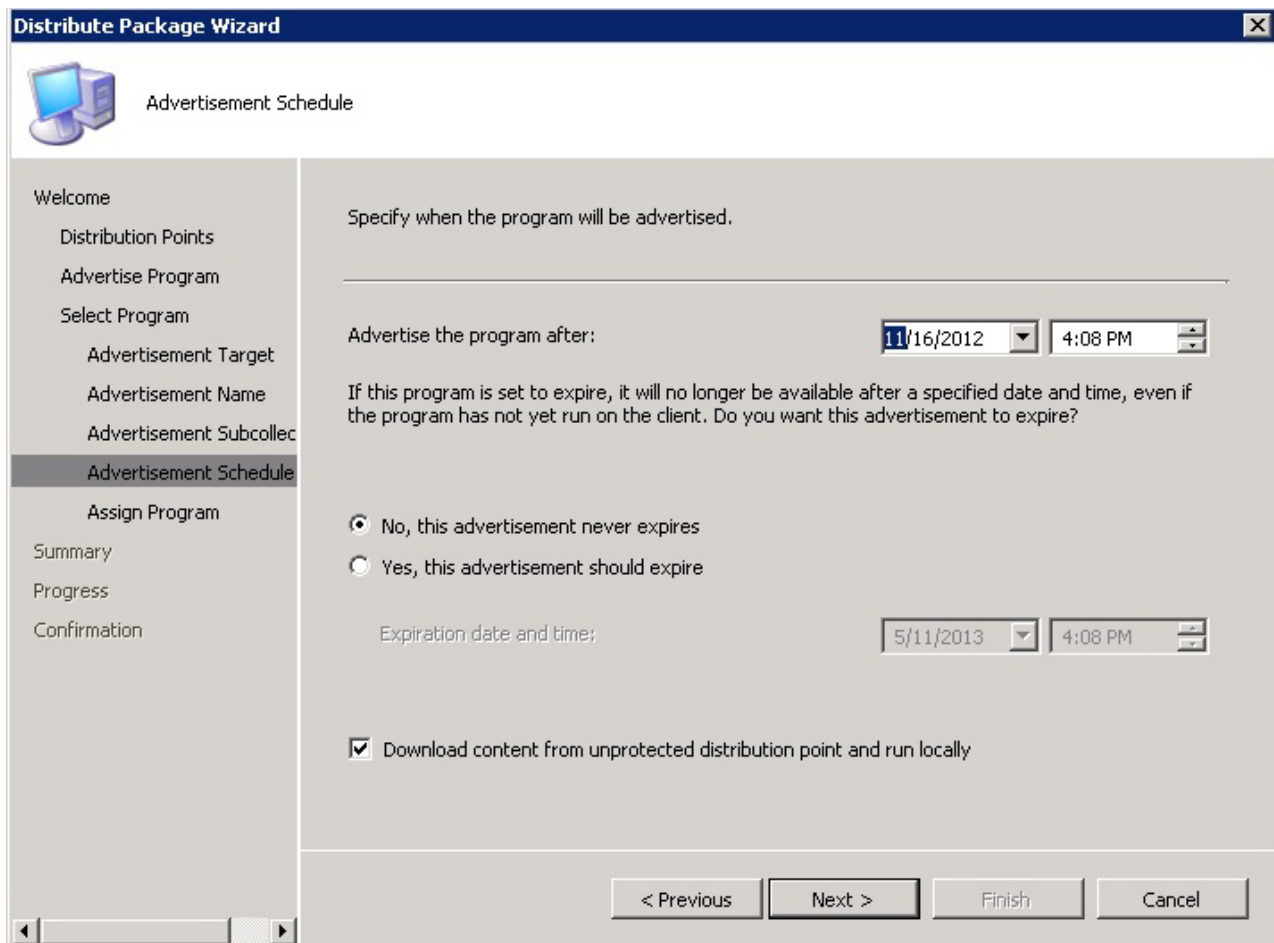 Distribute Package Wizard
Advertisement Schedule
Welcome
Distribution Points
Advertise Program
Select Program
Advertisement Target
Advertisement Name
Advertisement Subcollec
Advertisement Schedule
Assign Program
Summary
Progress
Confirmation
Specify when the program will be advertised.
Advertise the program after:
11/16/2012
4:08 PM
If this program is set to expire, it will no longer be available after a specified date and time, even if
the program has not yet run on the client. Do you want this advertisement to expire?
No, this advertisement never expires
Yes, this advertisement should expire
Expiration date and time:
5/11/2013
4:08 PM
Download content from unprotected distribution point and run locally
< Previous
Next >
Finish
Cancel